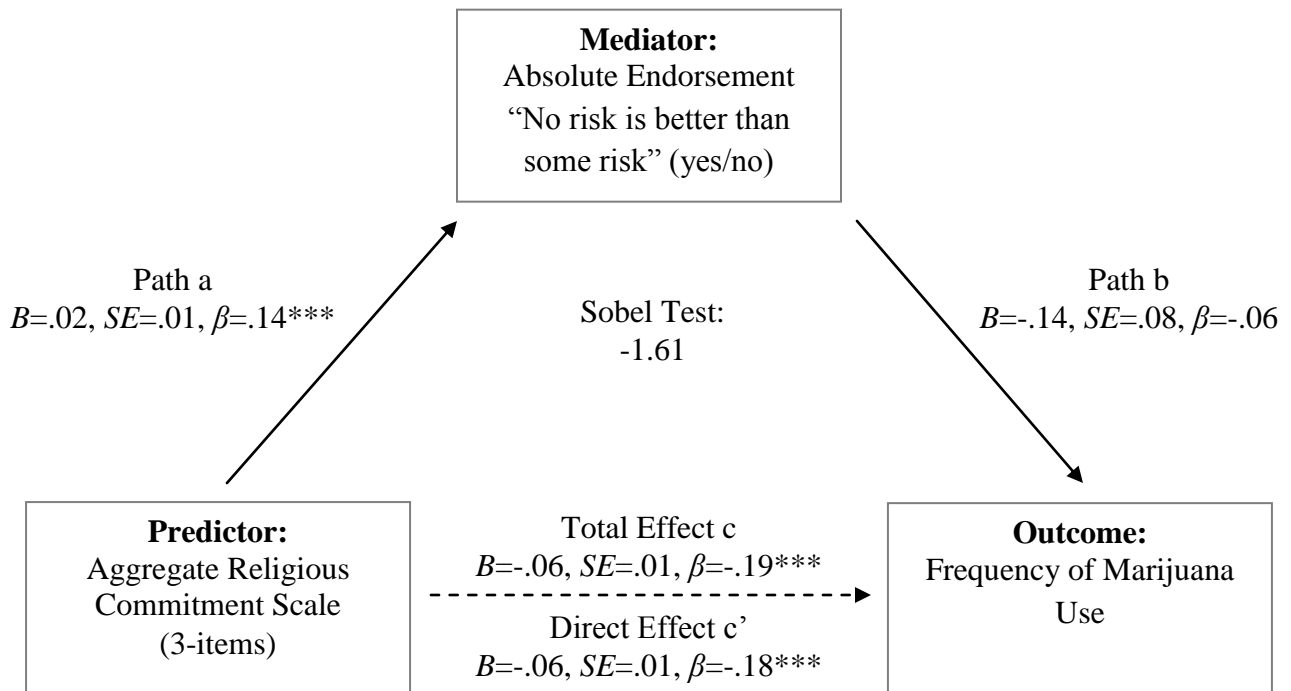 Mediator:
Absolute Endorsement
“No risk is better than
some risk” (yes/no)
Path a
B=.02, SE=.01, β=.14***
Sobel Test:
-1.61
Path b
B=-.14, SE=.08, β=-.06
Predictor:
Aggregate Religious
Commitment Scale
(3-items)
Total Effect c
B=-.06, SE=.01, β=-.19***
Direct Effect c’
B=-.06, SE=.01, β=-.18***
Outcome:
Frequency of Marijuana
Use